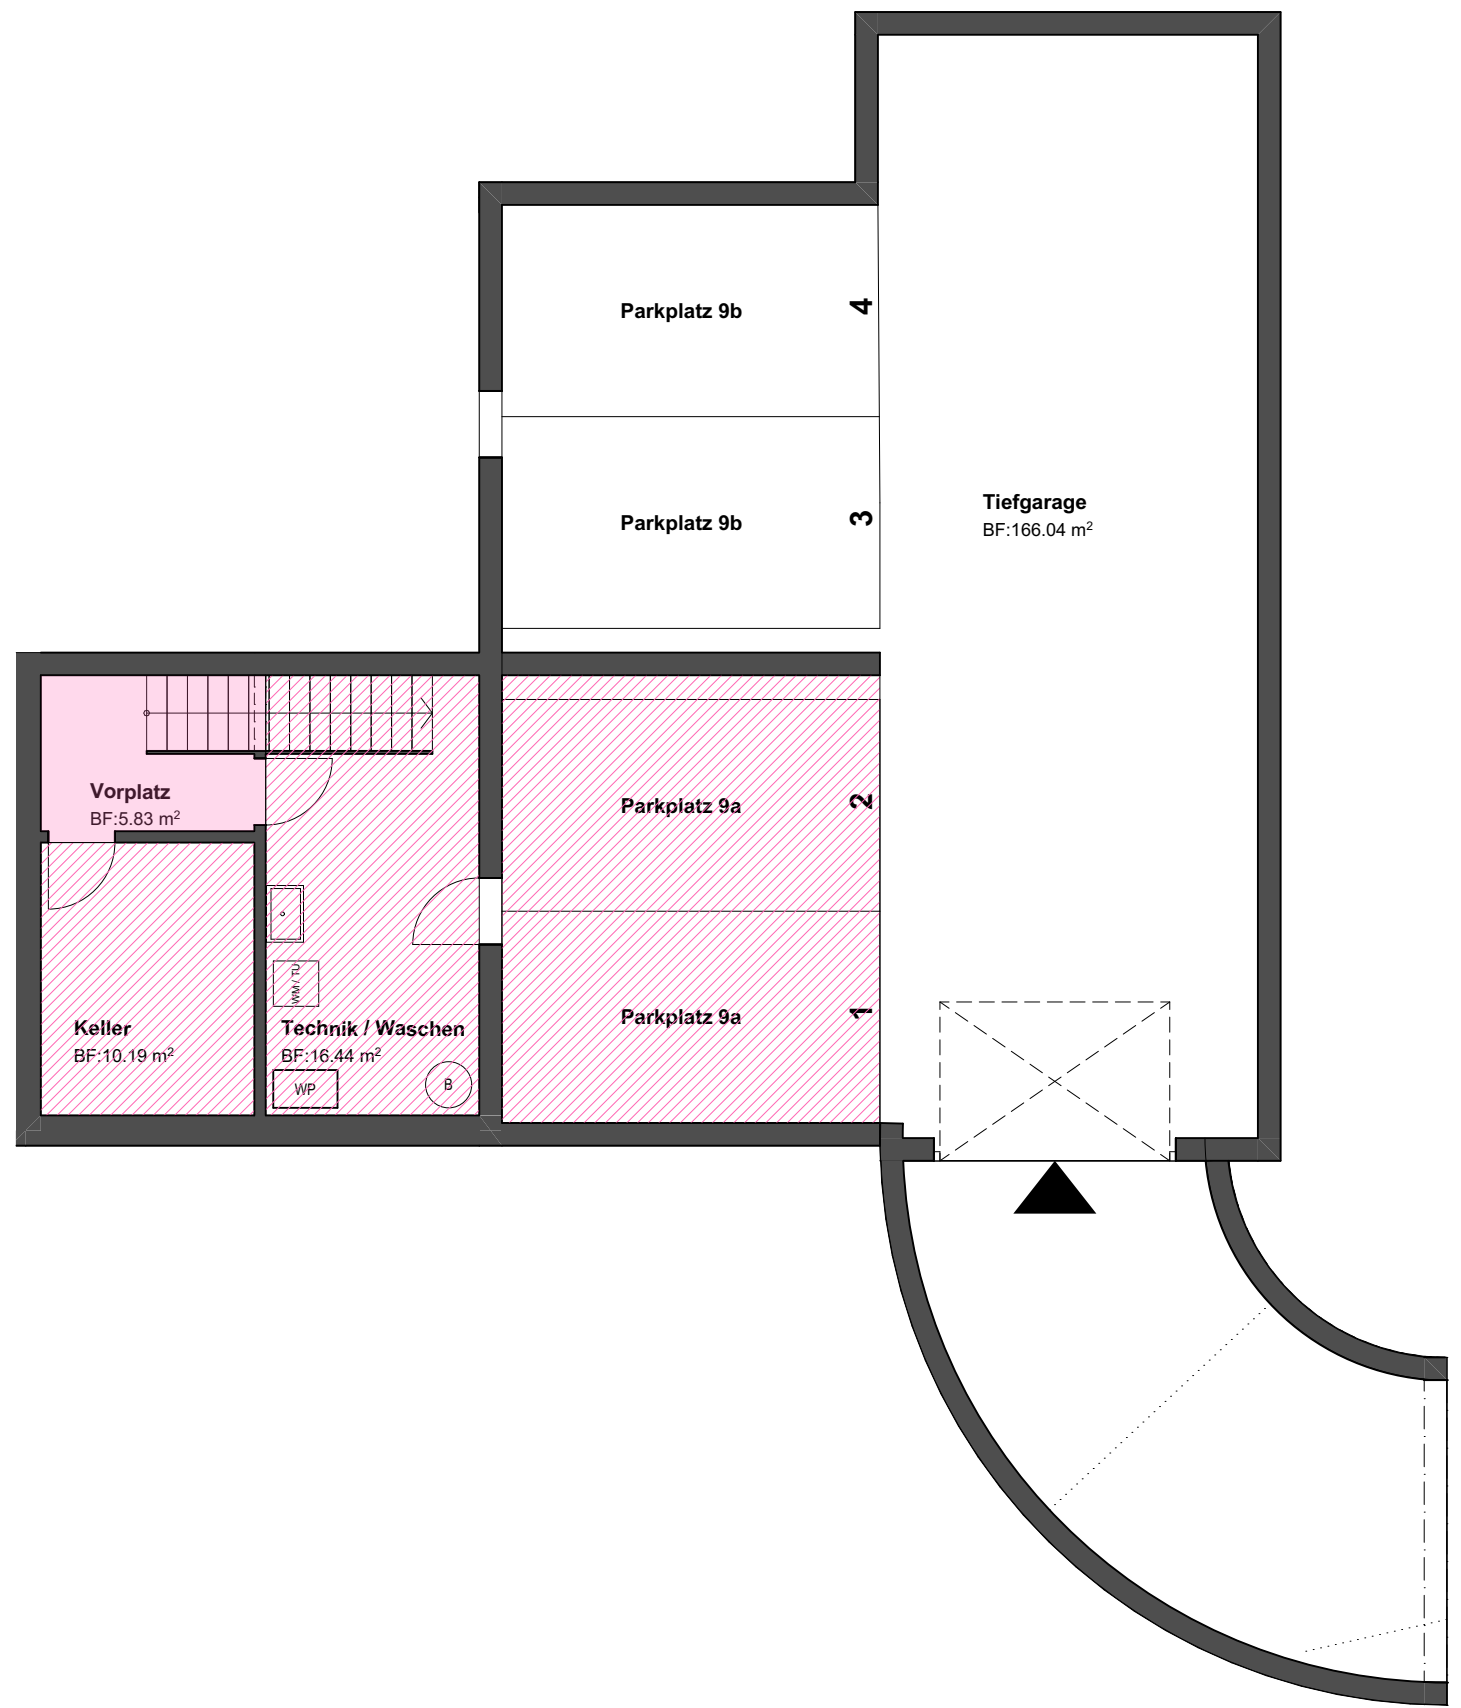 Parkplatz 9b
4
Parkplatz 9b
3
Tiefgarage
BF:166.04 m²
Vorplatz
BF:5.83 m²
Parkplatz 9a
2
WM / TU
Keller
BF:10.19 m²
Technik / Waschen
BF:16.44 m²
WP
B
Parkplatz 9a
1